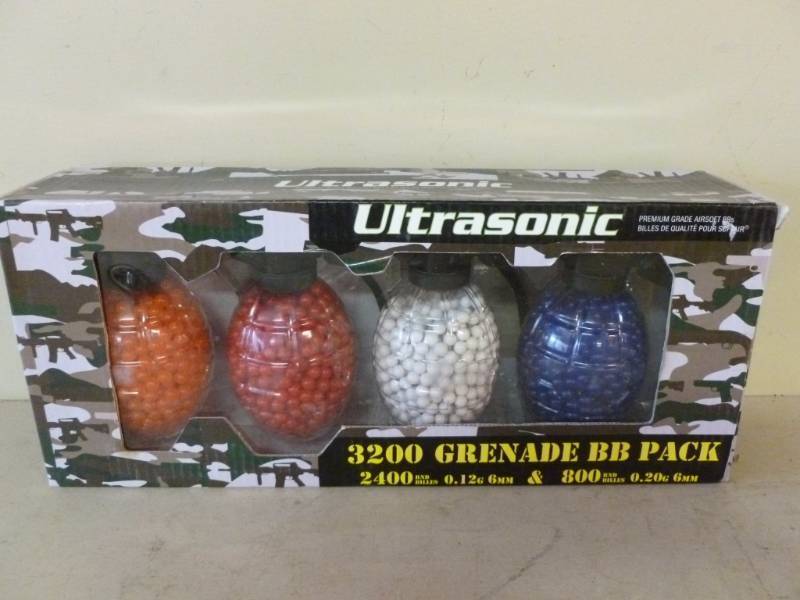 Ultrasonic
Ultrasonic
PREMIUM GRADE AIRSOFT BBs
BILLES DE QUALITÉ POUR
3200 GRENADE BB PACK
2400 RND BILLES 0.12G 6MM & 800 RND BILLES 0.20G 6MM